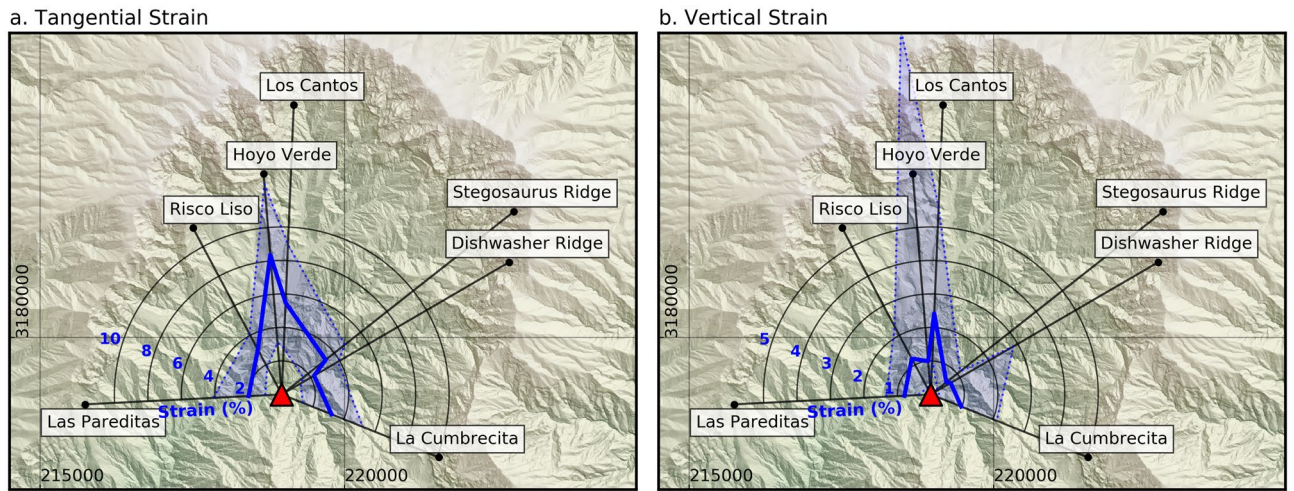 a. Tangential Strain
Los Cantos
Hoyo Verde
Stegosaurus Ridge
Risco Liso
Dishwasher Ridge
3180000
10
8
6
4
2
Strain (%)
Las Pareditas
La Cumbrecita
215000
220000
b. Vertical Strain
Los Cantos
Hoyo Verde
Stegosaurus Ridge
Risco Liso
Dishwasher Ridge
3180000
5
4
3
2
1
Strain (%)
Las Pareditas
La Cumbrecita
215000
220000